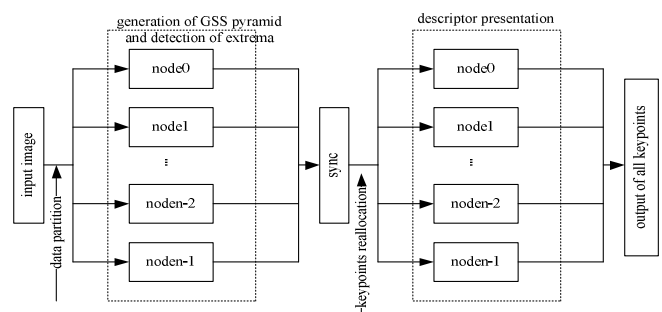 generation of GSS pyramid
and detection of extrema
descriptor presentation
input image
data partition
node0
node1
...
noden-2
noden-1
sync
keypoints reallocation
node0
node1
...
noden-2
noden-1
output of all keypoints